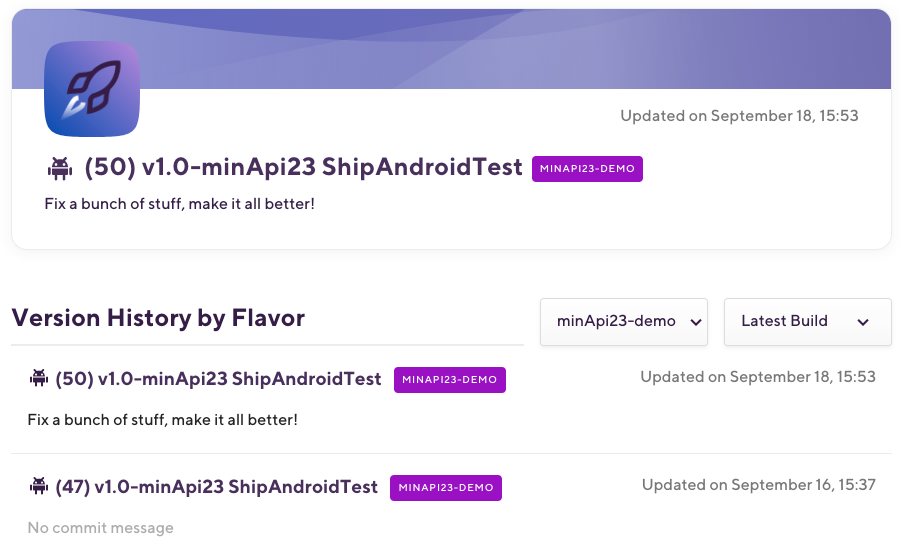 Updated on September 18, 15:53
(50) v1.0-minApi23 ShipAndroidTest MINAPI23-DEMO
Fix a bunch of stuff, make it all better!
Version History by Flavor minApi23-demo Latest Build
(50) v1.0-minApi23 ShipAndroidTest MINAPI23-DEMO Updated on September 18, 15:53
Fix a bunch of stuff, make it all better!
(47) v1.0-minApi23 ShipAndroidTest MINAPI23-DEMO Updated on September 16, 15:37
No commit message